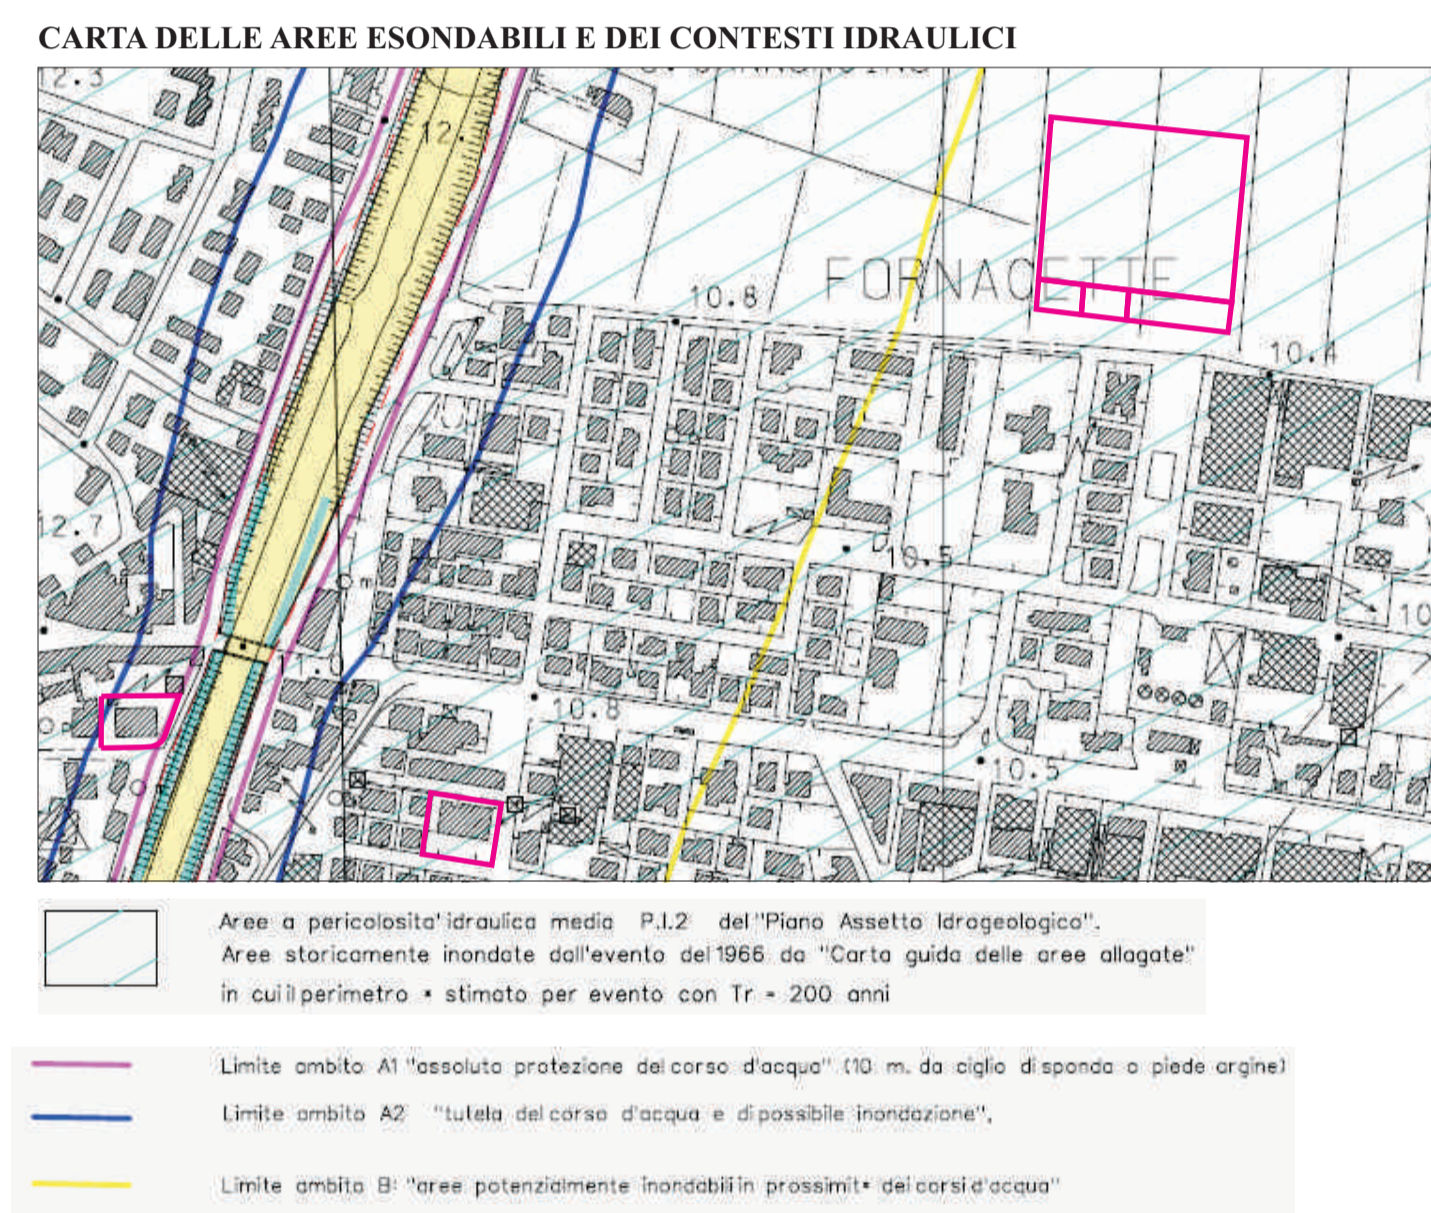 CARTA DELLE AREE ESONDABILI E DEI CONTESTI IDRAULICI
12.3
12.
FORNACETTE
10.8
10.4
12.7
10.5
10
m
10.8
10.5
Aree a pericolosita' idraulica media P.I.2 del "Piano Assetto Idrogeologico".
Aree storicamente inondate dall'evento del 1966 da "Carta guida delle aree allagate"
in cui il perimetro * stimato per evento con Tr = 200 anni
Limite ambito A1 "assoluta protezione del corso d'acqua" (10 m. da ciglio di sponda o piede argine)
Limite ambito A2 "tutela del corso d'acqua e di possibile inondazione".
Limite ambito B: "aree potenzialmente inondabili in prossimit* dei corsi d'acqua"